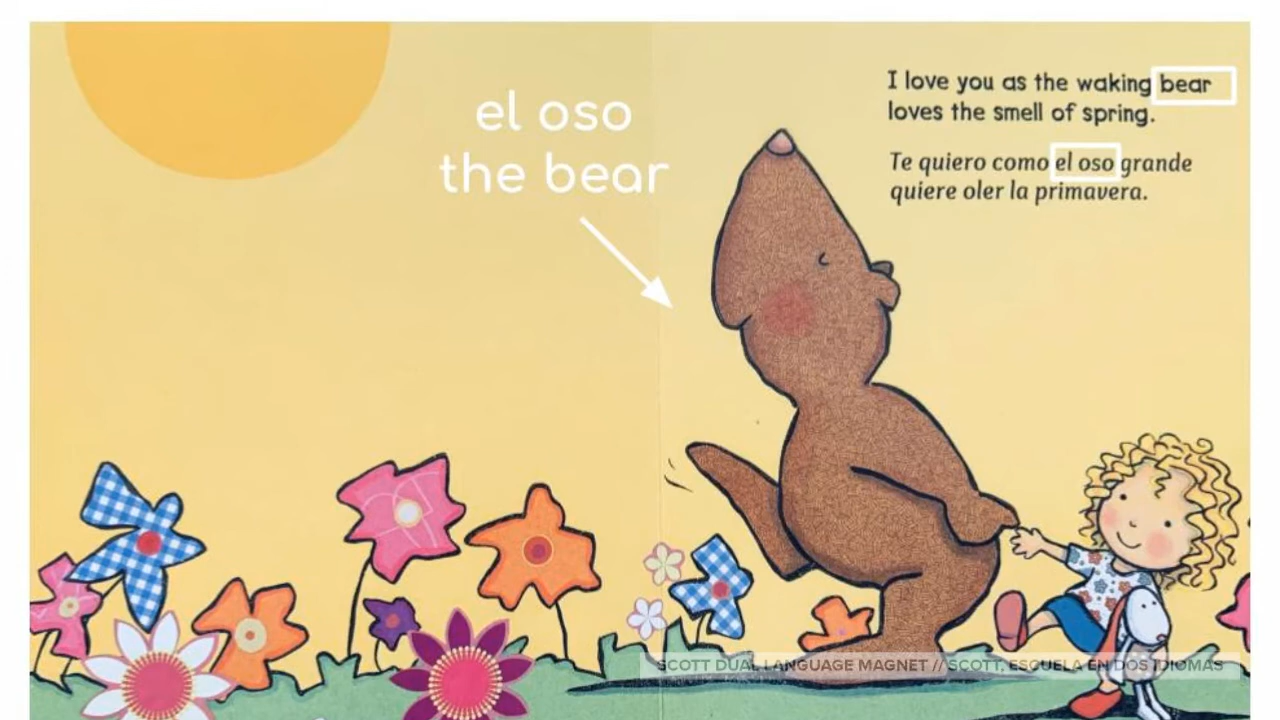 el oso
the bear
I love you as the waking bear
loves the smell of spring.
Te quiero como el oso grande
quiere oler la primavera.
SCOTT DUAL LANGUAGE MAGNET // SCOTT, ESCUELA EN DOS IDIOMAS